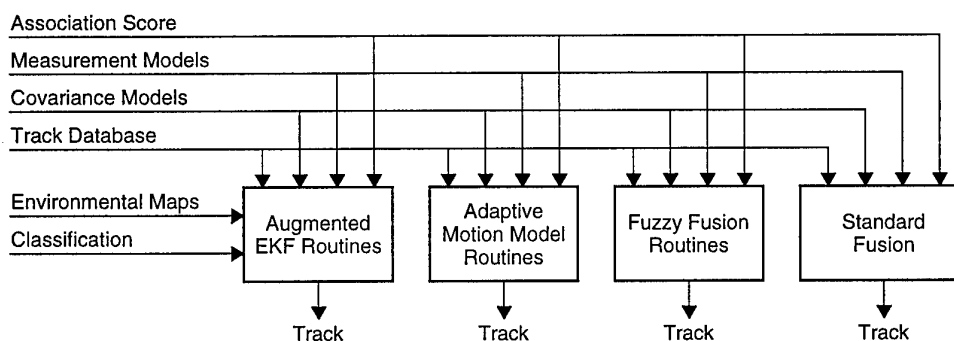 Association Score
Measurement Models
Covariance Models
Track Database
Environmental Maps
Classification
Augmented
EKF Routines
Adaptive
Motion Model
Routines
Fuzzy Fusion
Routines
Standard
Fusion
Track
Track
Track
Track